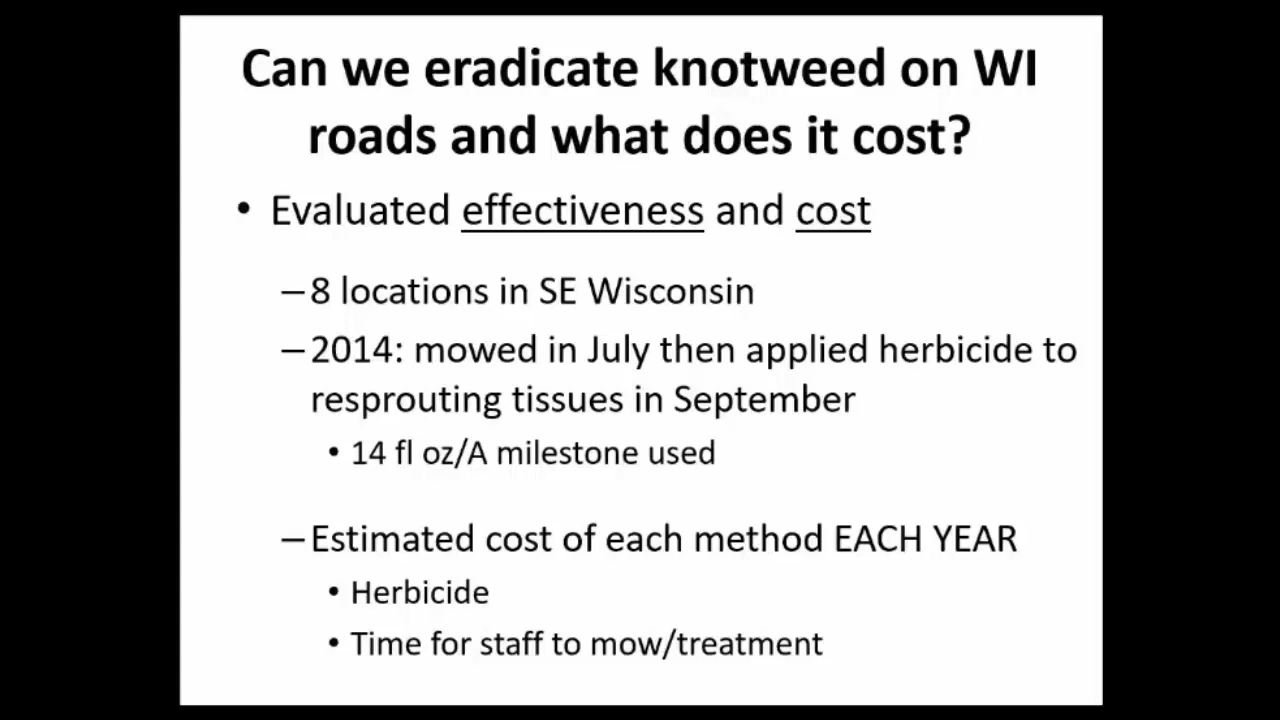 Can we eradicate knotweed on WI
roads and what does it cost?
• Evaluated effectiveness and cost
–8 locations in SE Wisconsin
–2014: mowed in July then applied herbicide to
resprouting tissues in September
• 14 fl oz/A milestone used
–Estimated cost of each method EACH YEAR
• Herbicide
• Time for staff to mow/treatment